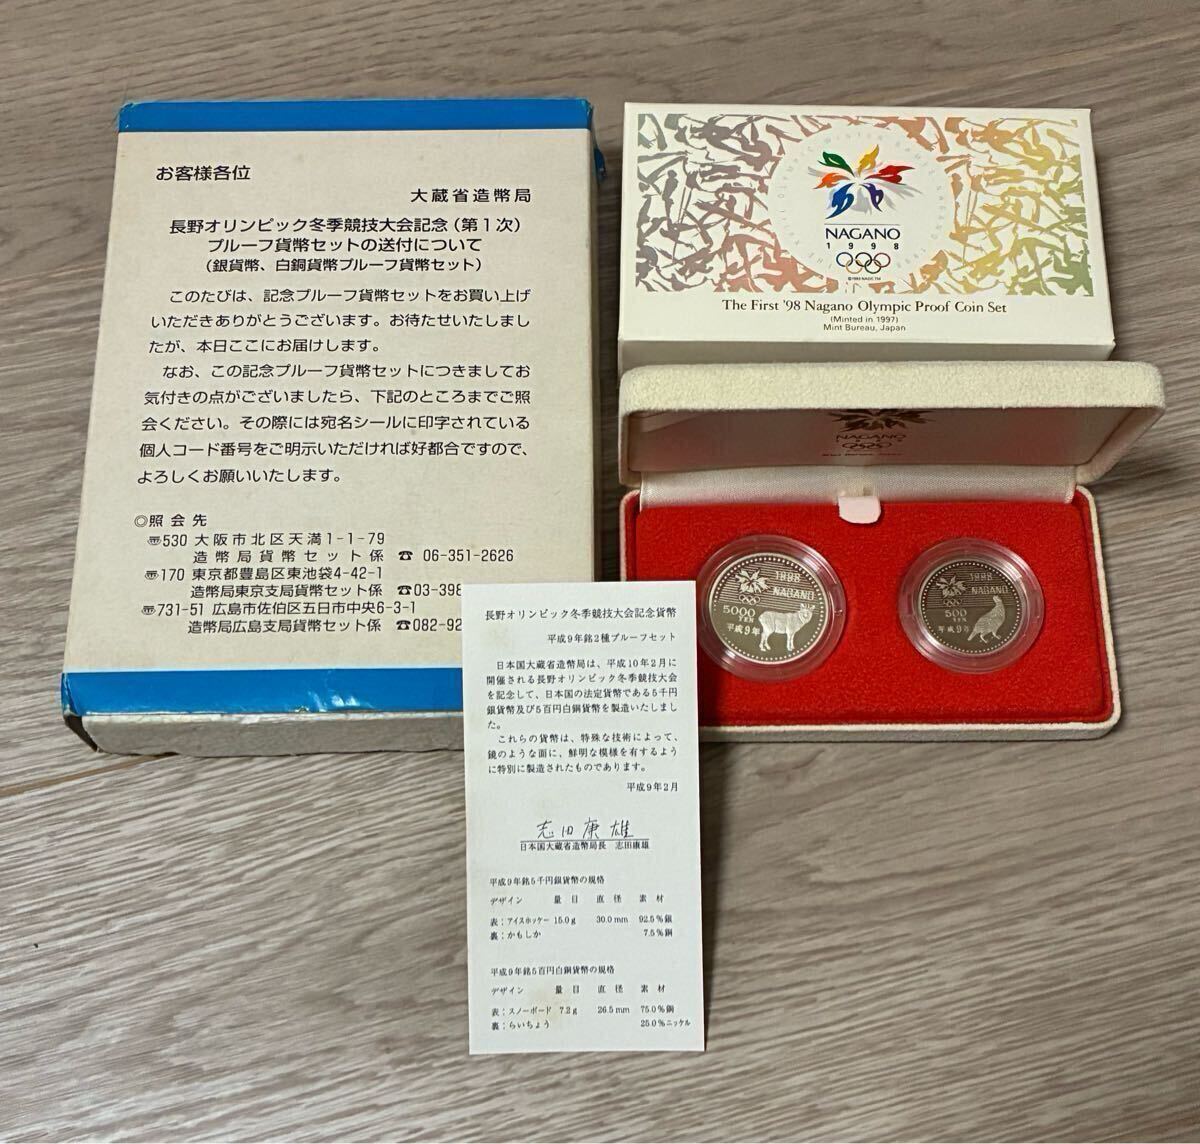 お客様各位
大蔵省造幣局
長野オリンピック冬季競技大会記念(第1次)
プルーフ貨幣セットの送付について
(銀貨幣、白銅貨幣プルーフ貨幣セット)
このたびは、記念プルーフ貨幣セットをお買い上げ
いただきありがとうございます。お待たせいたしまし
たが、本日ここにお届けします。
なお、この記念プルーフ貨幣セットにつきましてお
気付きの点がございましたら、下記のところまでご照
会ください。その際には宛名シールに印字されている
個人コード番号をご明示いただければ好都合ですので、
よろしくお願いいたします。
◎照会先
〠530 大阪市北区天満1-1-79
造幣局貨幣セット係 ☎ 06-351-2626
〠170 東京都豊島区東池袋4-42-1
造幣局東京支局貨幣セット係 ☎03-398
〠731-51 広島市佐伯区五日市中央6-3-1
造幣局広島支局貨幣セット係 ☎082-92
NAGANO
1998
The First '98 Nagano Olympic Proof Coin Set
(Minted in 1997)
Mint Bureau, Japan
NAGANO
Mint Bureau, Japan
1998
NAGANO
5000
YEN
平成9年
1998
NAGANO
500
YEN
平成9年
長野オリンピック冬季競技大会記念貨幣
平成9年銘2種プルーフセット
日本国大蔵省造幣局は、平成10年2月に
開催される長野オリンピック冬季競技大会
を記念して、日本国の法定貨幣である5千円
銀貨幣及び5百円白銅貨幣を製造いたしまし
た。
これらの貨幣は、特殊な技術によって、
鏡のような面に、鮮明な模様を有するよう
に特別に製造されたものであります。
平成9年2月
志田康雄
日本国大蔵省造幣局長 志田康雄
平成9年銘5千円銀貨幣の規格
デザイン 量目 直径 素材
表:アイスホッケー 15.0g 30.0mm 92.5%銀
裏:かもしか 7.5%銅
平成9年銘5百円白銅貨幣の規格
デザイン 量目 直径 素材
表:スノーボード 7.2g 26.5mm 75.0%銅
裏:らいちょう 25.0%ニッケル